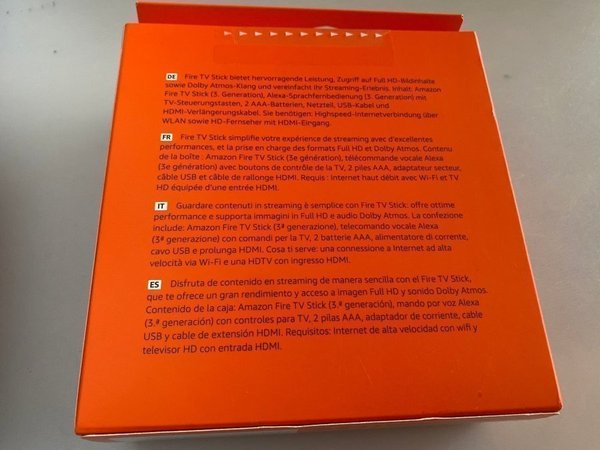 DE Fire TV Stick bietet hervorragende Leistung, Zugriff auf Full HD-Bildinhalte
sowie Dolby Atmos-Klang und vereinfacht Ihr Streaming-Erlebnis. Inhalt: Amazon
Fire TV Stick (3. Generation), Alexa-Sprachfernbedienung (3. Generation) mit
TV-Steuerungstasten, 2 AAA-Batterien, Netzteil, USB-Kabel und
HDMI-Verlängerungskabel. Sie benötigen: Highspeed-Internetverbindung über
WLAN sowie HD-Fernseher mit HDMI-Eingang.
FR Fire TV Stick simplifie votre expérience de streaming avec d'excellentes
performances, et la prise en charge des formats Full HD et Dolby Atmos. Contenu
de la boîte : Amazon Fire TV Stick (3e génération), télécommande vocale Alexa
(3e génération) avec boutons de contrôle de la TV, 2 piles AAA, adaptateur secteur,
câble USB et câble de rallonge HDMI. Requis : Internet haut débit avec Wi-Fi et TV
HD équipée d'une entrée HDMI.
IT Guardare contenuti in streaming è semplice con Fire TV Stick: offre ottime
performance e supporta immagini in Full HD e audio Dolby Atmos. La confezione
include: Amazon Fire TV Stick (3ª generazione), telecomando vocale Alexa
(3ª generazione) con comandi per la TV, 2 batterie AAA, alimentatore di corrente,
cavo USB e prolunga HDMI. Cosa ti serve: una connessione a Internet ad alta
velocità via Wi-Fi e una HDTV con ingresso HDMI.
ES Disfruta de contenido en streaming de manera sencilla con el Fire TV Stick,
que te ofrece un gran rendimiento y acceso a imagen Full HD y sonido Dolby Atmos.
Contenido de la caja: Amazon Fire TV Stick (3.ª generación), mando por voz Alexa
(3.ª generación) con controles para TV, 2 pilas AAA, adaptador de corriente, cable
USB y cable de extensión HDMI. Requisitos: Internet de alta velocidad con wifi y
televisor HD con entrada HDMI.